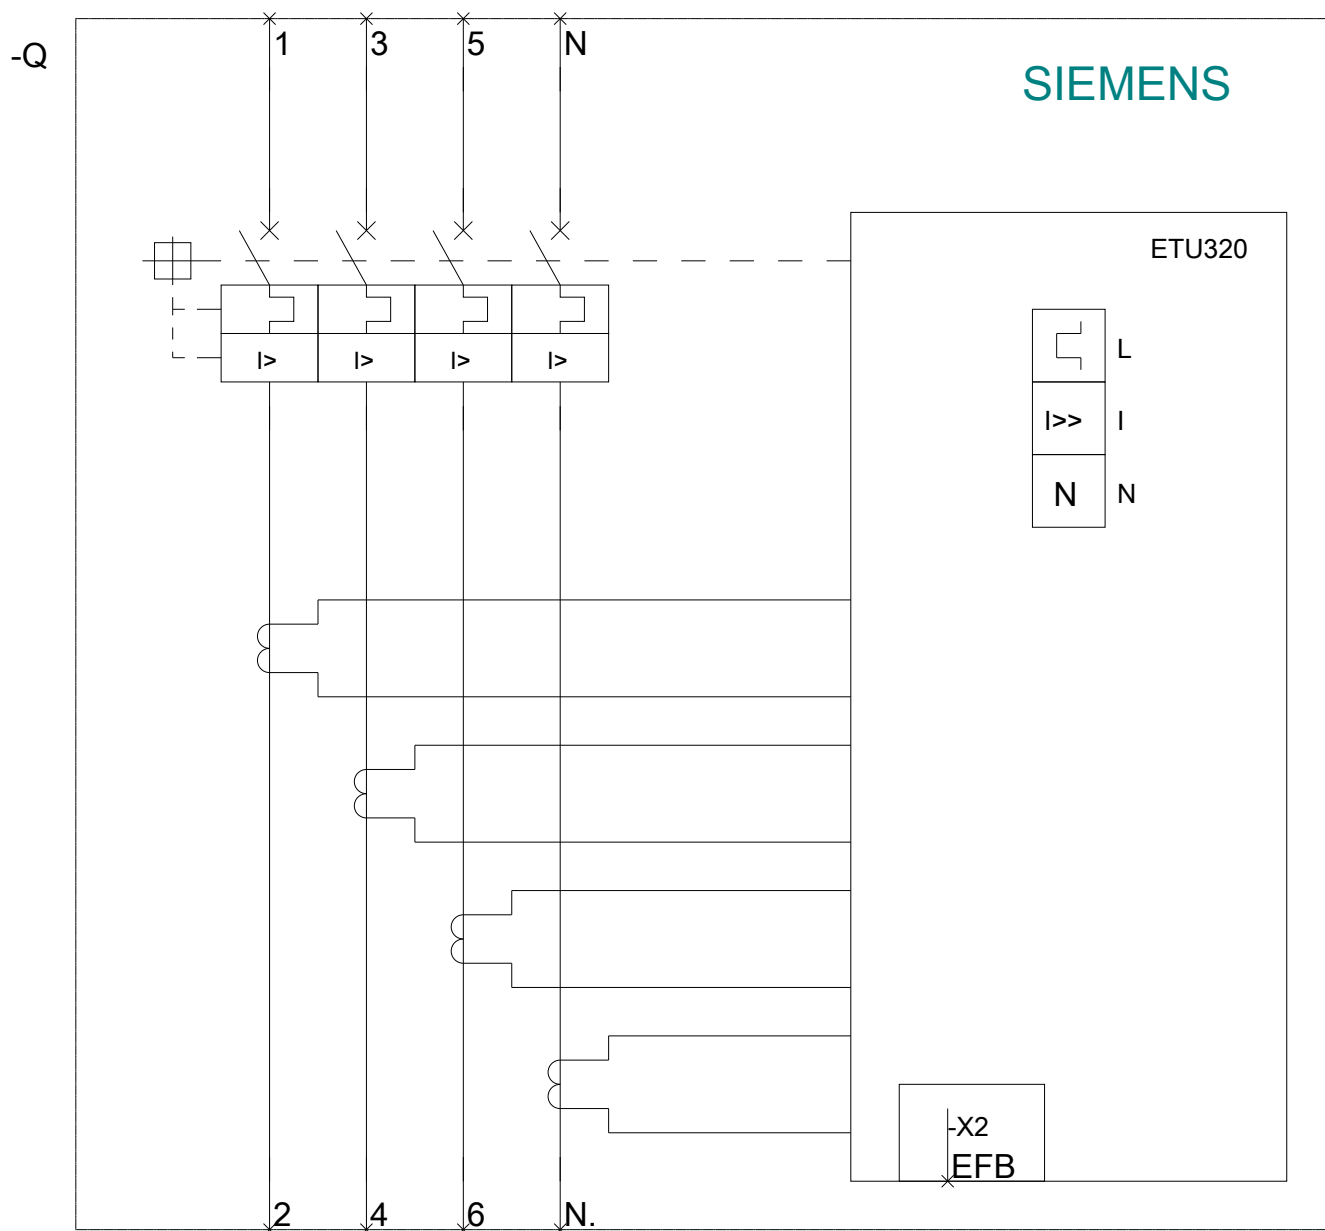 1 3 5 N
-Q
SIEMENS
ETU320
I> I> I> I>
L
I>> I
N N
-X2
EFB
2 4 6 N.